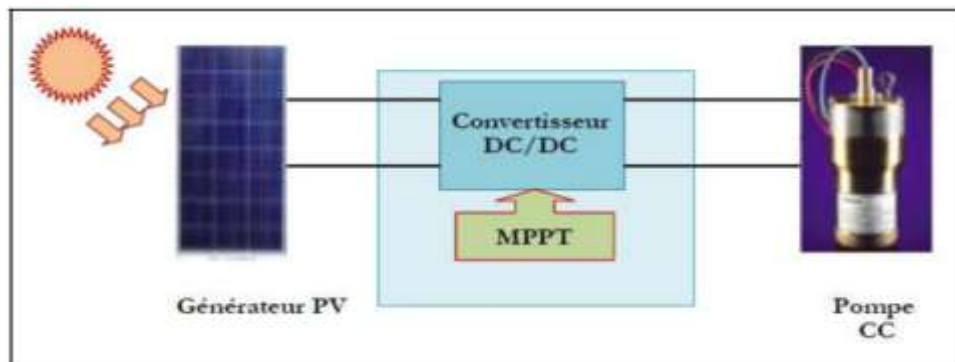 Convertisseur
DC/DC
MPPT
Générateur PV
Pompe
CC